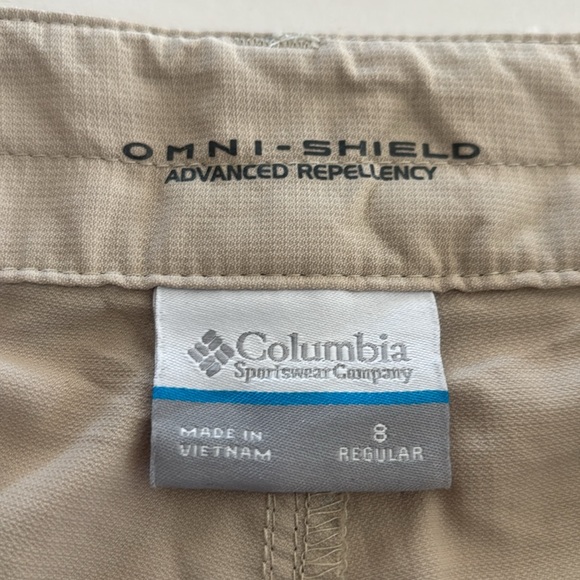 OMNI-SHIELD
ADVANCED REPELLENCY
Columbia
Sportswear Company
MADE IN
VIETNAM
8
REGULAR